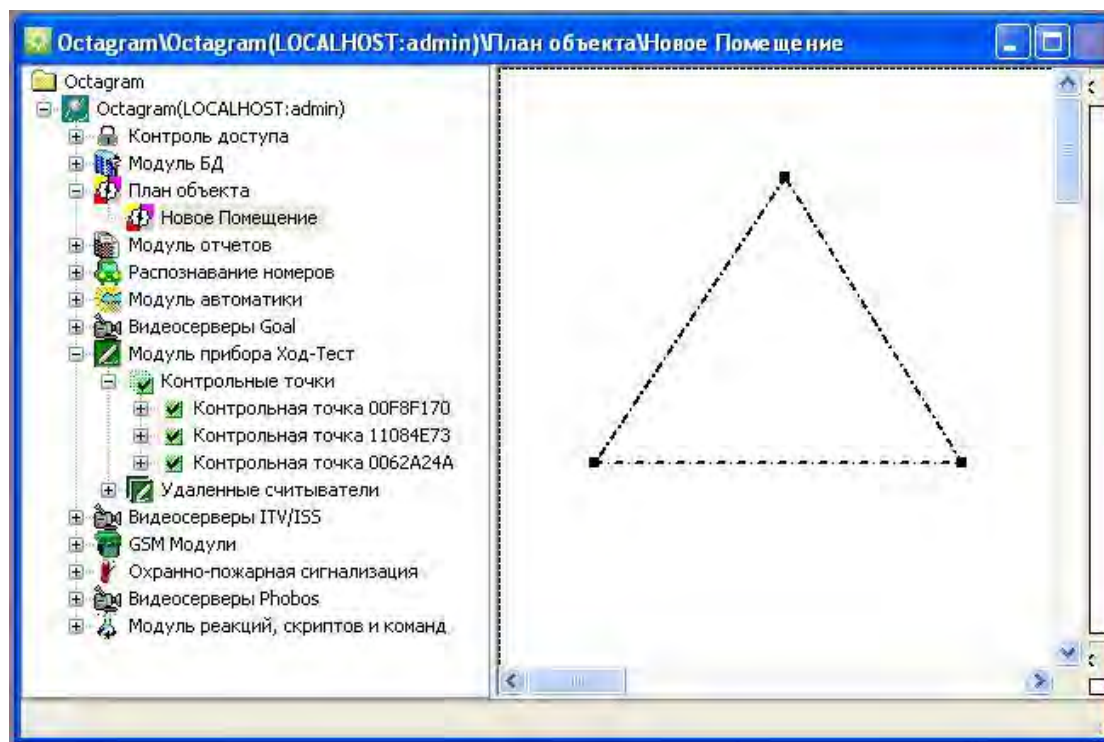 Octagram\Octagram(LOCALHOST:admin)\План объекта\Новое Помещение
Octagram
Octagram(LOCALHOST:admin)
Контроль доступа
Модуль БД
План объекта
Новое Помещение
Модуль отчетов
Распознавание номеров
Модуль автоматики
Видеосерверы Goal
Модуль прибора Ход-Тест
Контрольные точки
Контрольная точка 00F8F170
Контрольная точка 11084E73
Контрольная точка 0062A24A
Удаленные считыватели
Видеосерверы ITV/ISS
GSM Модули
Охранно-пожарная сигнализация
Видеосерверы Phobos
Модуль реакций, скриптов и команд